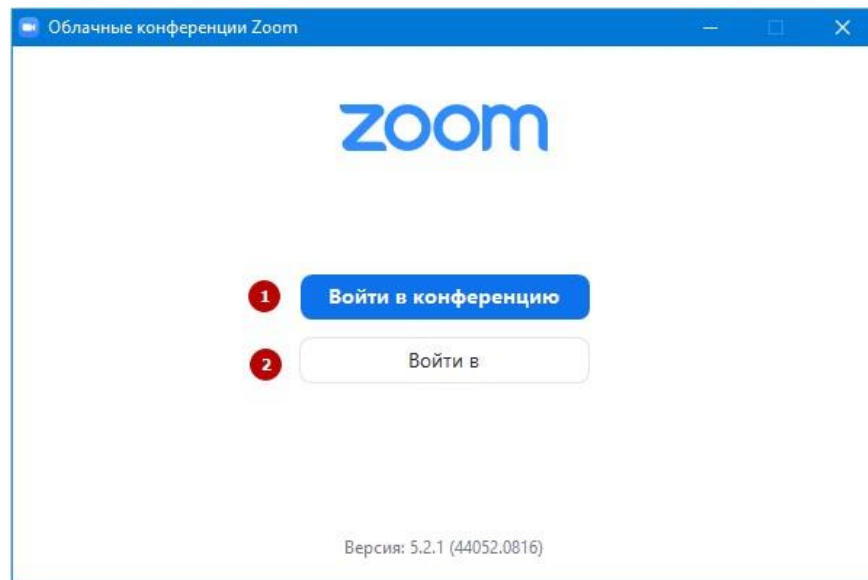 Облачные конференции Zoom
zoom
1 Войти в конференцию
2 Войти в
Версия: 5.2.1 (44052.0816)